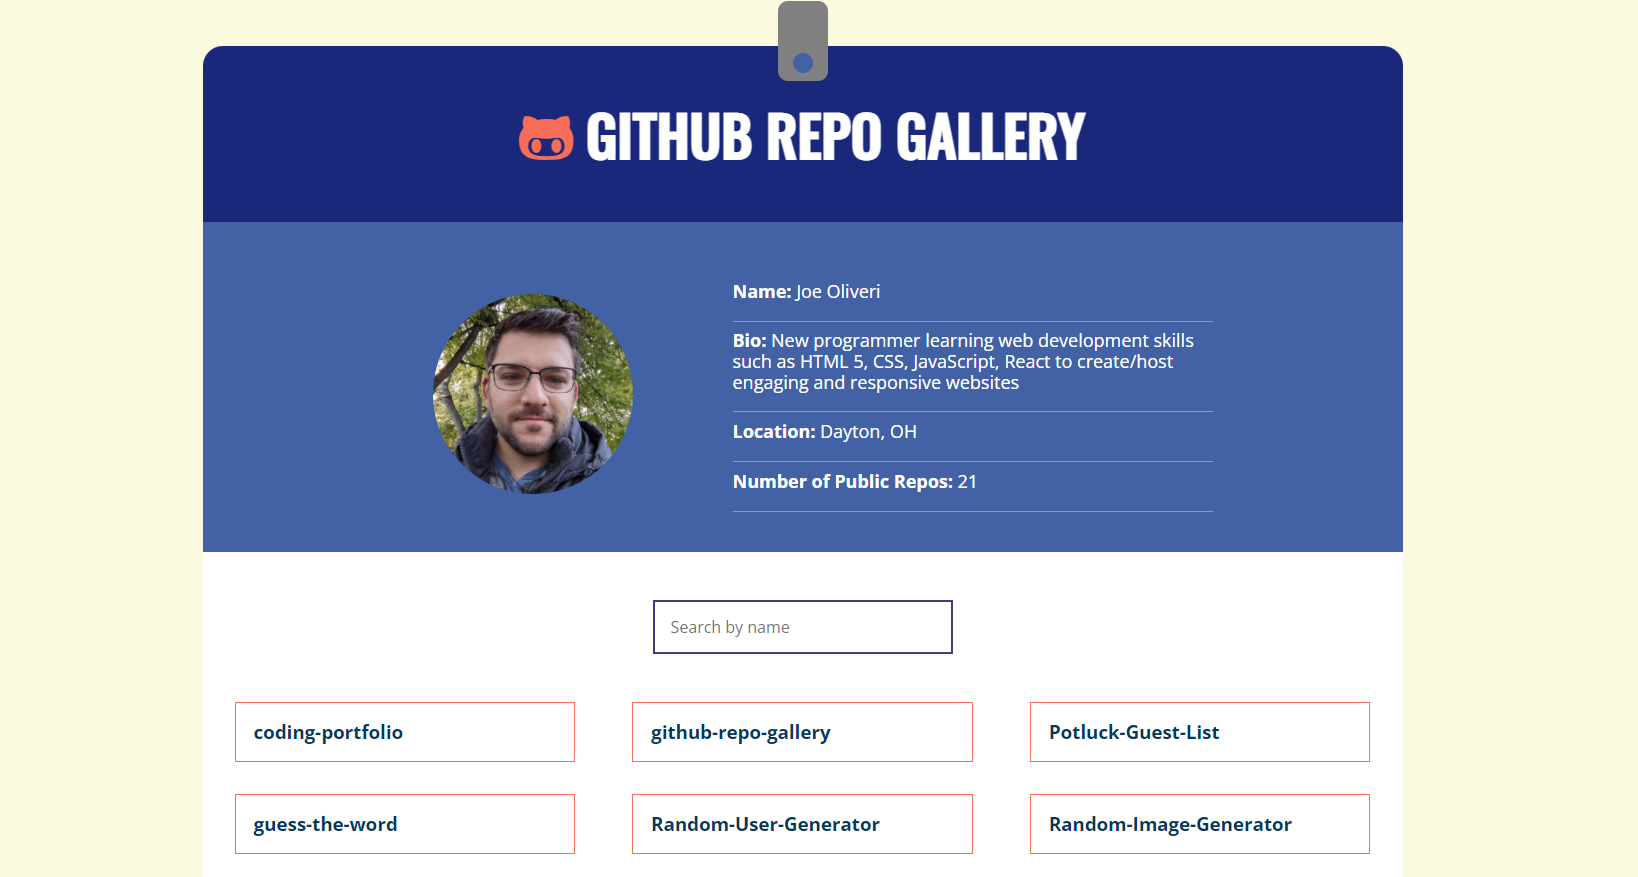 GITHUB REPO GALLERY
Name: Joe Oliveri
Bio: New programmer learning web development skills
such as HTML 5, CSS, JavaScript, React to create/host
engaging and responsive websites
Location: Dayton, OH
Number of Public Repos: 21
Search by name
coding-portfolio
github-repo-gallery
Potluck-Guest-List
guess-the-word
Random-User-Generator
Random-Image-Generator